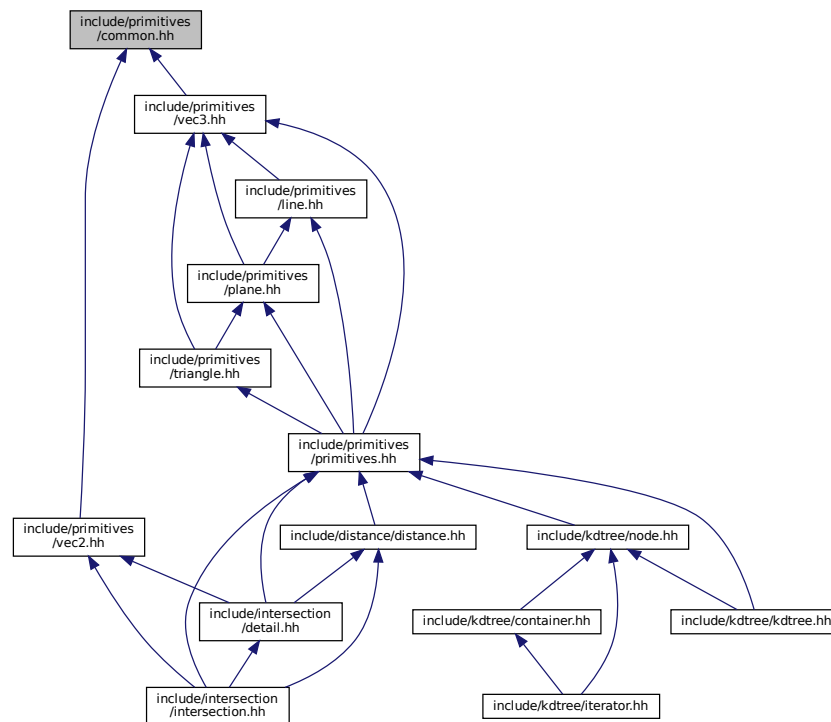 include/primitives
/common.hh
include/primitives
/vec3.hh
include/primitives
/line.hh
include/primitives
/plane.hh
include/primitives
/triangle.hh
include/primitives
/primitives.hh
include/primitives
/vec2.hh
include/distance/distance.hh
include/kdtree/node.hh
include/intersection
/detail.hh
include/kdtree/container.hh
include/kdtree/kdtree.hh
include/intersection
/intersection.hh
include/kdtree/iterator.hh